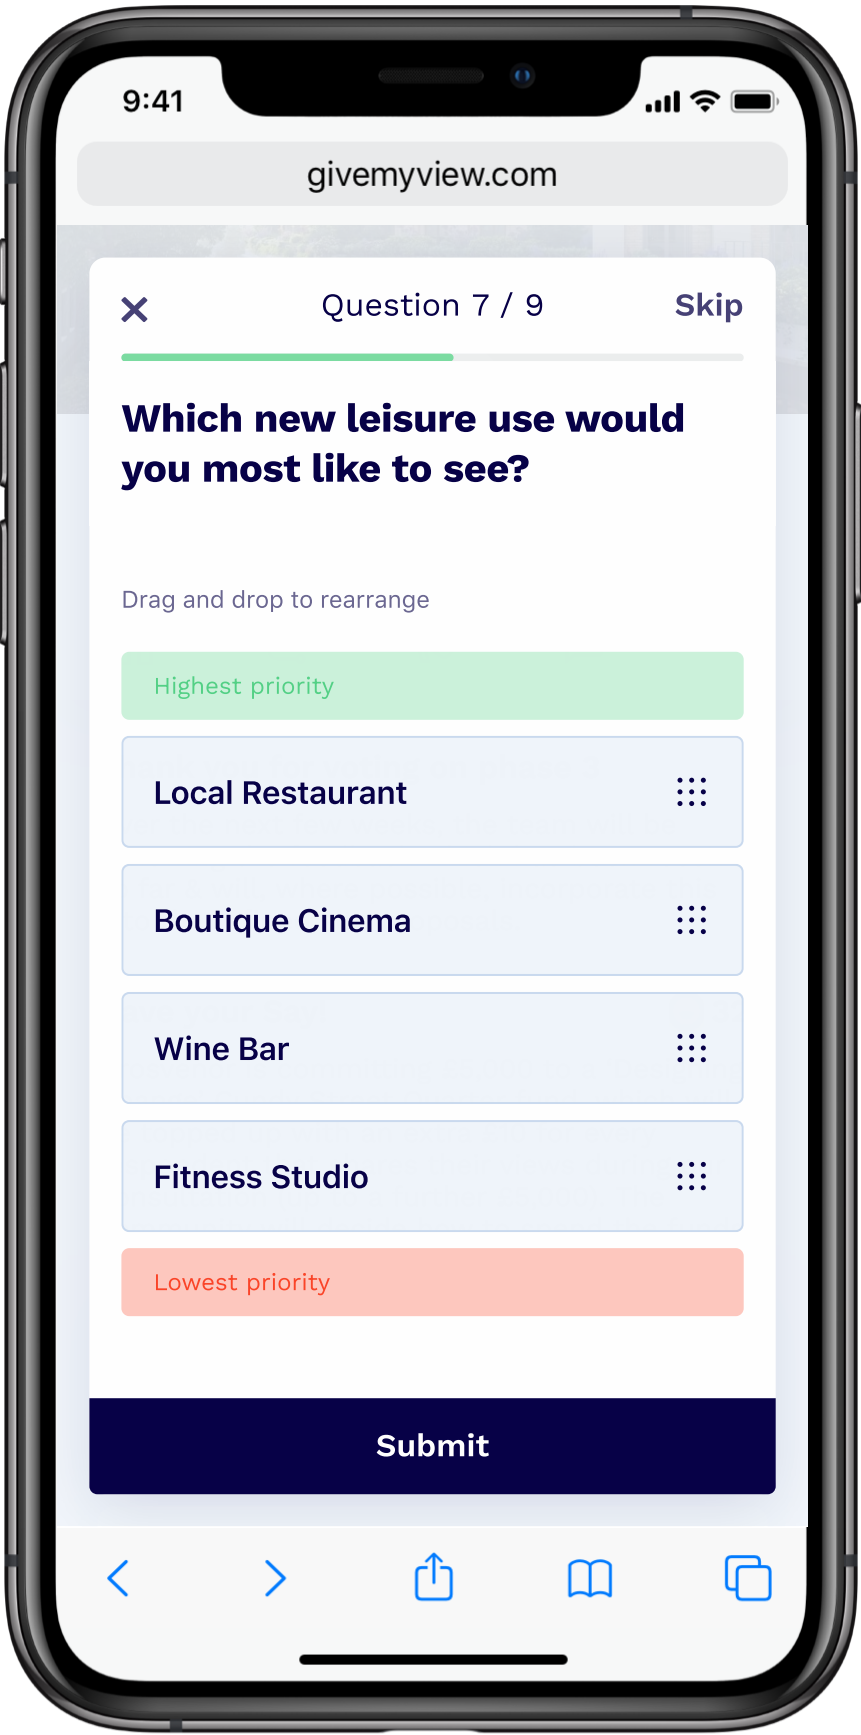 9:41
givemyview.com
Question 7 / 9
Skip
Which new leisure use would
you most like to see?
Drag and drop to rearrange
Highest priority
Local Restaurant
Boutique Cinema
Wine Bar
Fitness Studio
Lowest priority
Submit